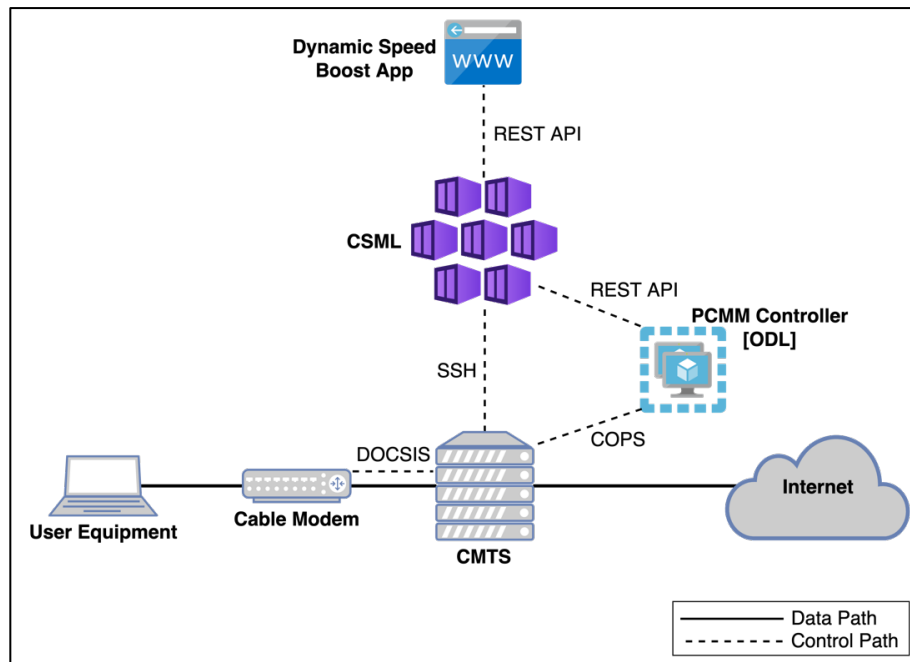 Dynamic Speed
Boost App
WWW
REST API
CSML
REST API
PCMM Controller
[ODL]
SSH
COPS
DOCSIS
Internet
User Equipment
Cable Modem
CMTS
Data Path
Control Path